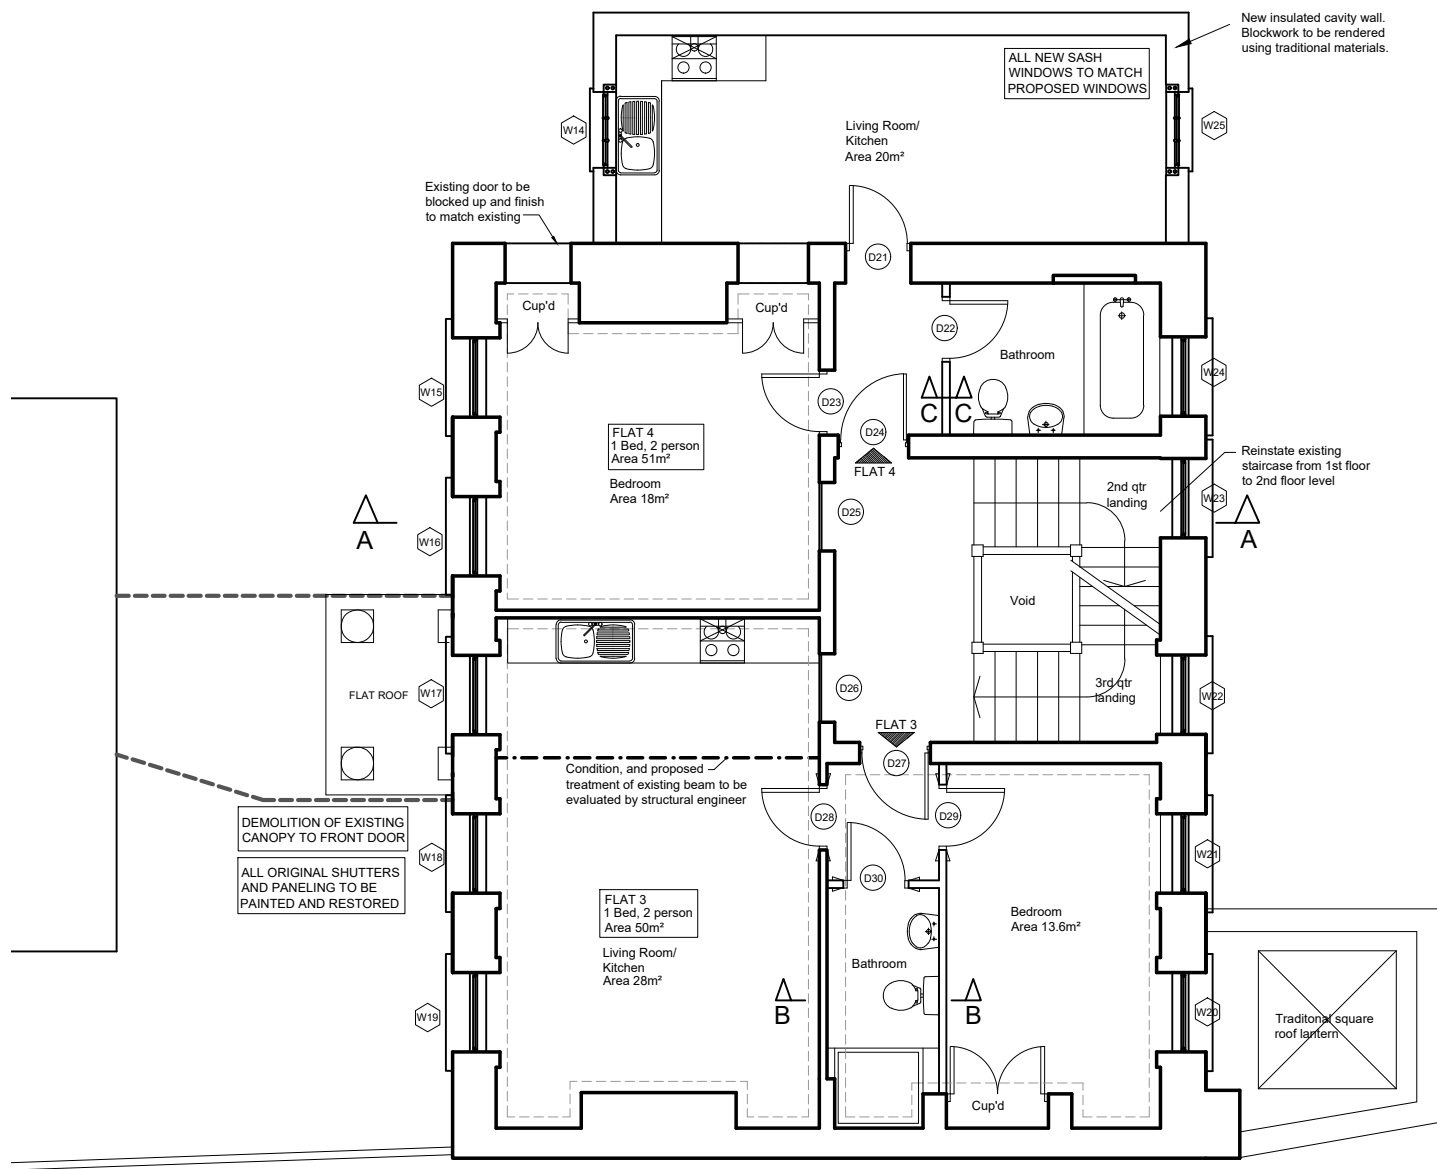 New insulated cavity wall.
Blockwork to be rendered
using traditional materials.
ALL NEW SASH
WINDOWS TO MATCH
PROPOSED WINDOWS
W14
W25
Living Room/
Kitchen
Area 20m²
Existing door to be
blocked up and finish
to match existing
D21
Cup'd
Cup'd
D22
Bathroom
W15
W24
D23
C
C
D24
FLAT 4
FLAT 4
1 Bed, 2 person
Area 51m²
Bedroom
Area 18m²
Reinstate existing
staircase from 1st floor
to 2nd floor level
2nd qtr
landing
W23
D25
A
A
W16
Void
FLAT ROOF
W17
D26
3rd qtr
landing
W22
FLAT 3
D27
Condition, and proposed
treatment of existing beam to be
evaluated by structural engineer
DEMOLITION OF EXISTING
CANOPY TO FRONT DOOR
D28
D29
W18
W21
ALL ORIGINAL SHUTTERS
AND PANELING TO BE
PAINTED AND RESTORED
D30
FLAT 3
1 Bed, 2 person
Area 50m²
Living Room/
Kitchen
Area 28m²
Bedroom
Area 13.6m²
Bathroom
B
B
W19
W20
Traditonal square
roof lantern
Cup'd